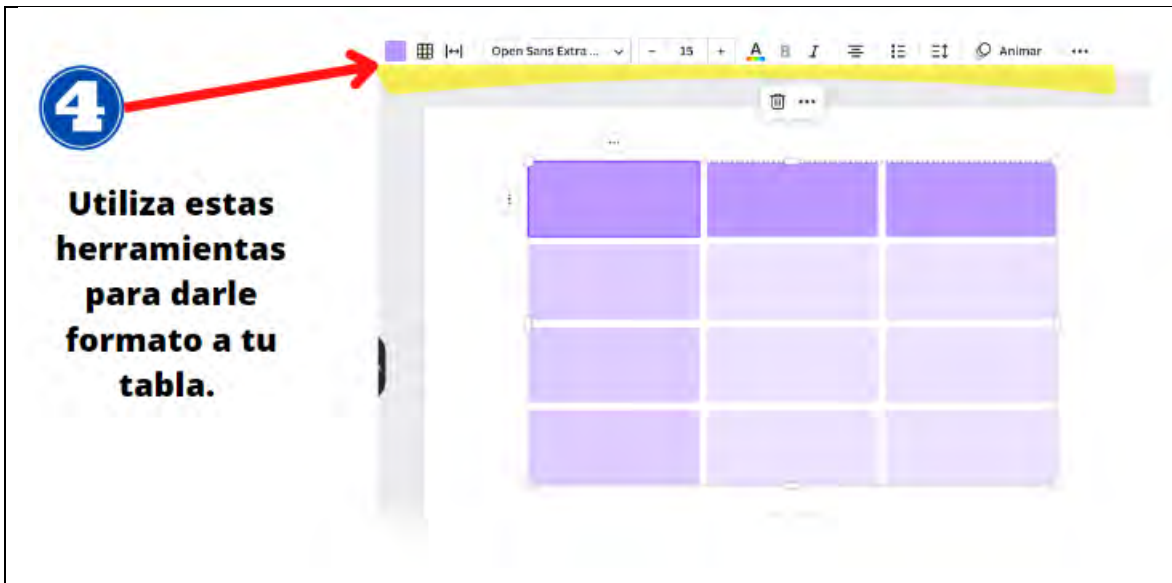 Open Sans Extra ... - 15 + A B I Animar ...
4
Utiliza estas
herramientas
para darle
formato a tu
tabla.